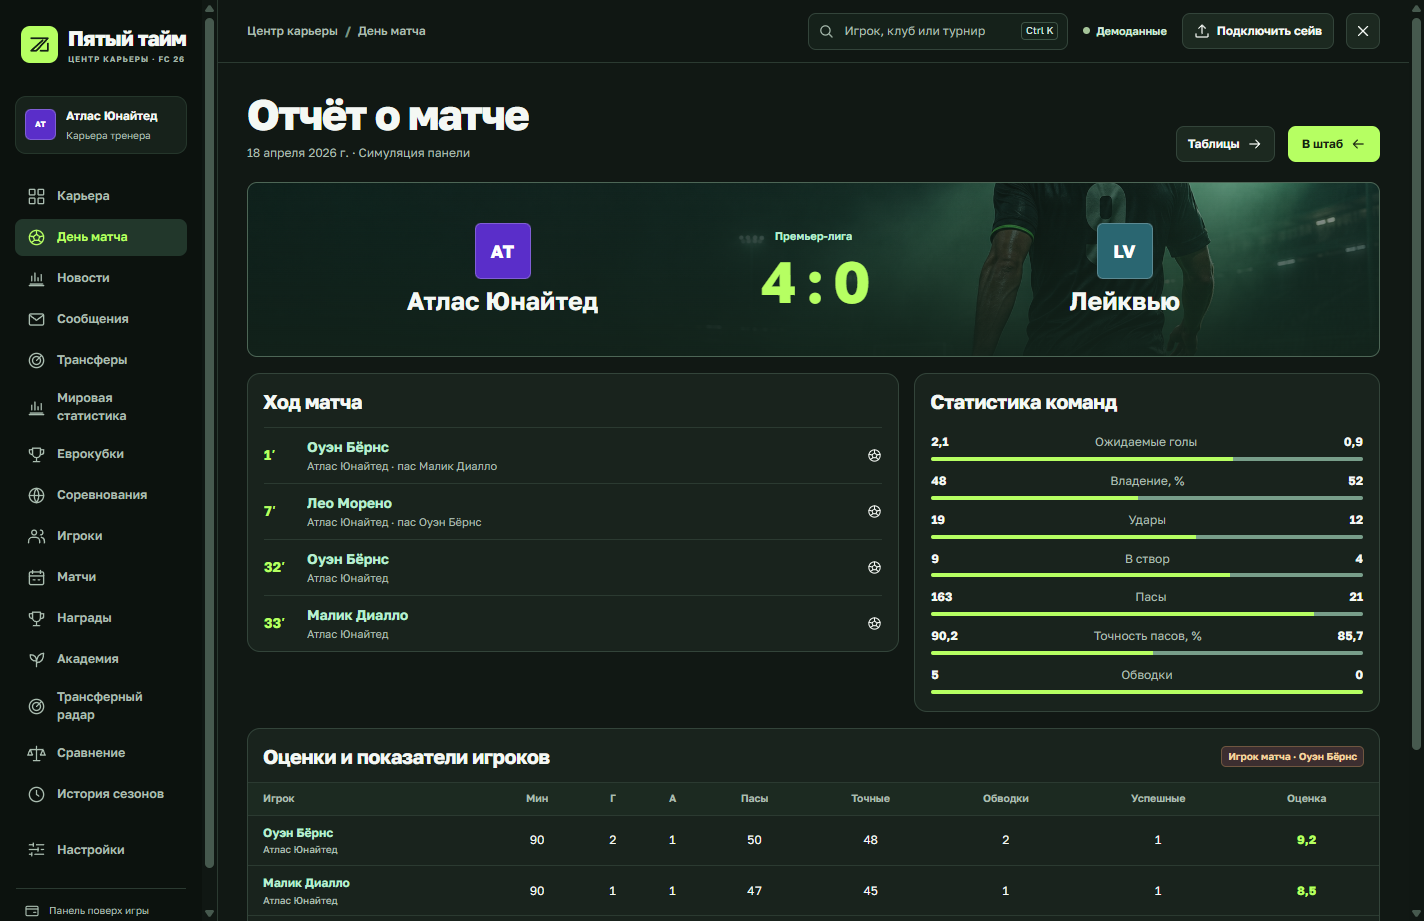 Пятый тайм
ЦЕНТР КАРЬЕРЫ · FC 26
АТ
Атлас Юнайтед
Карьера тренера
Карьера
День матча
Новости
Сообщения
Трансферы
Мировая
статистика
Еврокубки
Соревнования
Игроки
Матчи
Награды
Академия
Трансферный
радар
Сравнение
История сезонов
Настройки
Панель поверх игры
Центр карьеры / День матча
Игрок, клуб или турнир
Ctrl K
Демоданные
Подключить сейв
Отчёт о матче
18 апреля 2026 г. · Симуляция панели
Таблицы →
В штаб ←
АТ
Атлас Юнайтед
Премьер-лига
4 : 0
LV
Лейквью
Ход матча
1′ Оуэн Бёрнс
Атлас Юнайтед · пас Малик Диалло
7′ Лео Морено
Атлас Юнайтед · пас Оуэн Бёрнс
32′ Оуэн Бёрнс
Атлас Юнайтед
33′ Малик Диалло
Атлас Юнайтед
Статистика команд
2,1 Ожидаемые голы 0,9
48 Владение, % 52
19 Удары 12
9 В створ 4
163 Пасы 21
90,2 Точность пасов, % 85,7
5 Обводки 0
Оценки и показатели игроков
Игрок матча · Оуэн Бёрнс
Игрок Мин Г А Пасы Точные Обводки Успешные Оценка
Оуэн Бёрнс 90 2 1 50 48 2 1 9,2
Атлас Юнайтед
Малик Диалло 90 1 1 47 45 1 1 8,5
Атлас Юнайтед